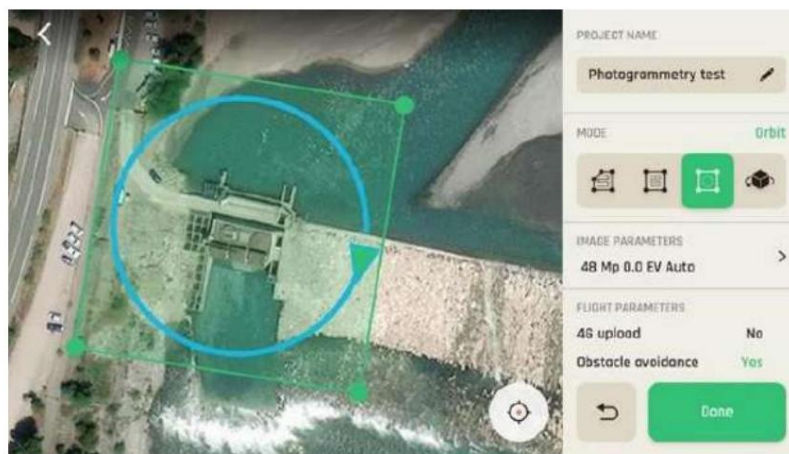 PROJECT NAME
Photogrammetry test
MODE
Orbit
IMAGE PARAMETERS
48 Mp 0.0 EV Auto
FLIGHT PARAMETERS
4G upload No
Obstacle avoidance Yes
Done